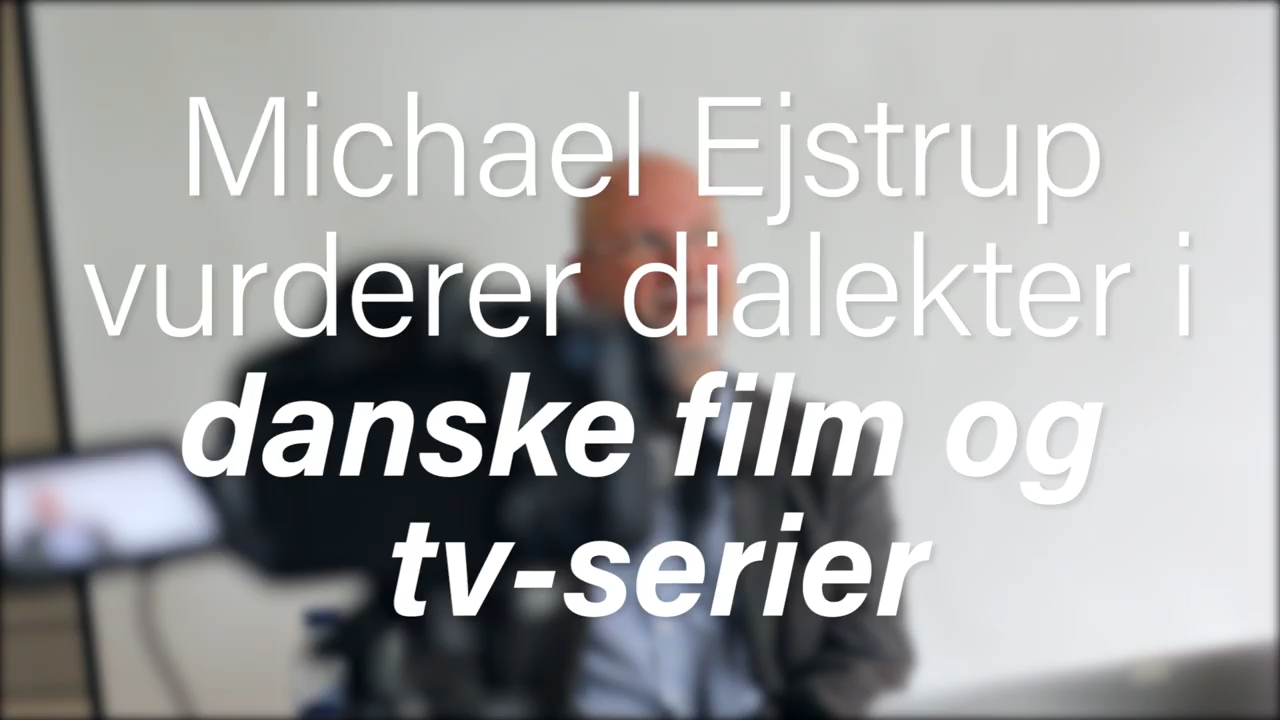 Michael Ejstrup
vurderer dialekter i
danske film og
tv-serier